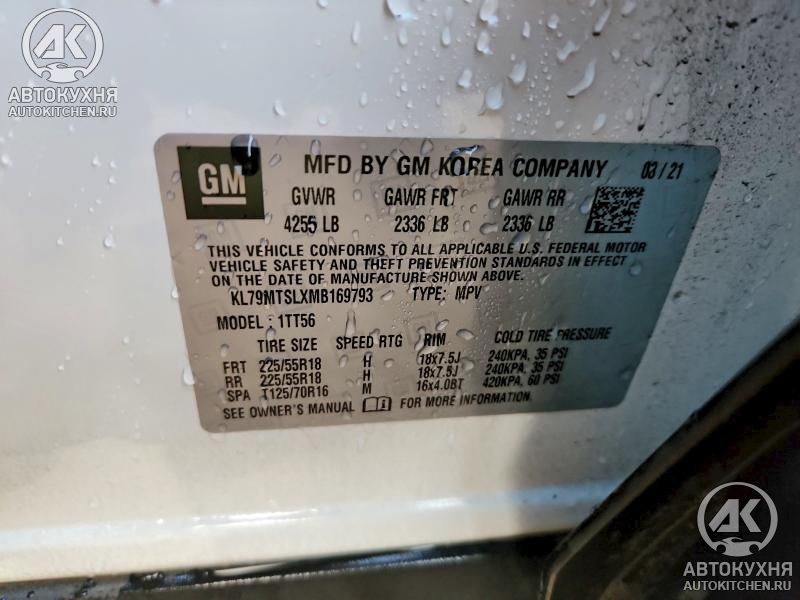 АК
АВТОКУХНЯ
AUTOKITCHEN.RU
GM
MFD BY GM KOREA COMPANY 03/21
GVWR GAWR FRT GAWR RR
4255 LB 2336 LB 2336 LB
THIS VEHICLE CONFORMS TO ALL APPLICABLE U.S. FEDERAL MOTOR
VEHICLE SAFETY AND THEFT PREVENTION STANDARDS IN EFFECT
ON THE DATE OF MANUFACTURE SHOWN ABOVE.
KL79MTSLXMB169793 TYPE: MPV
MODEL : 1TT56
TIRE SIZE SPEED RTG RIM COLD TIRE PRESSURE
FRT 225/55R18 H 18x7.5J 240KPA, 35 PSI
RR 225/55R18 H 18x7.5J 240KPA, 35 PSI
SPA T125/70R16 M 16x4.0BT 420KPA, 60 PSI
SEE OWNER'S MANUAL FOR MORE INFORMATION.
АК
АВТОКУХНЯ
AUTOKITCHEN.RU